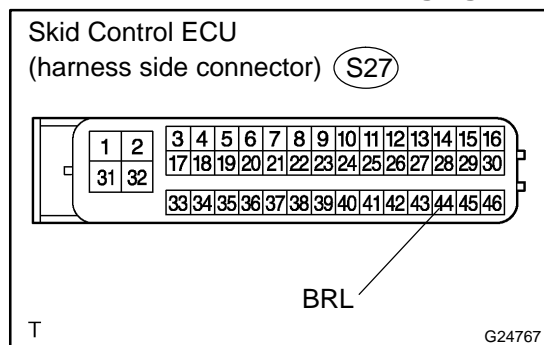 Skid Control ECU
(harness side connector) S27
1 2 3 4 5 6 7 8 9 10 11 12 13 14 15 16
17 18 19 20 21 22 23 24 25 26 27 28 29 30
31 32
33 34 35 36 37 38 39 40 41 42 43 44 45 46
BRL
T G24767